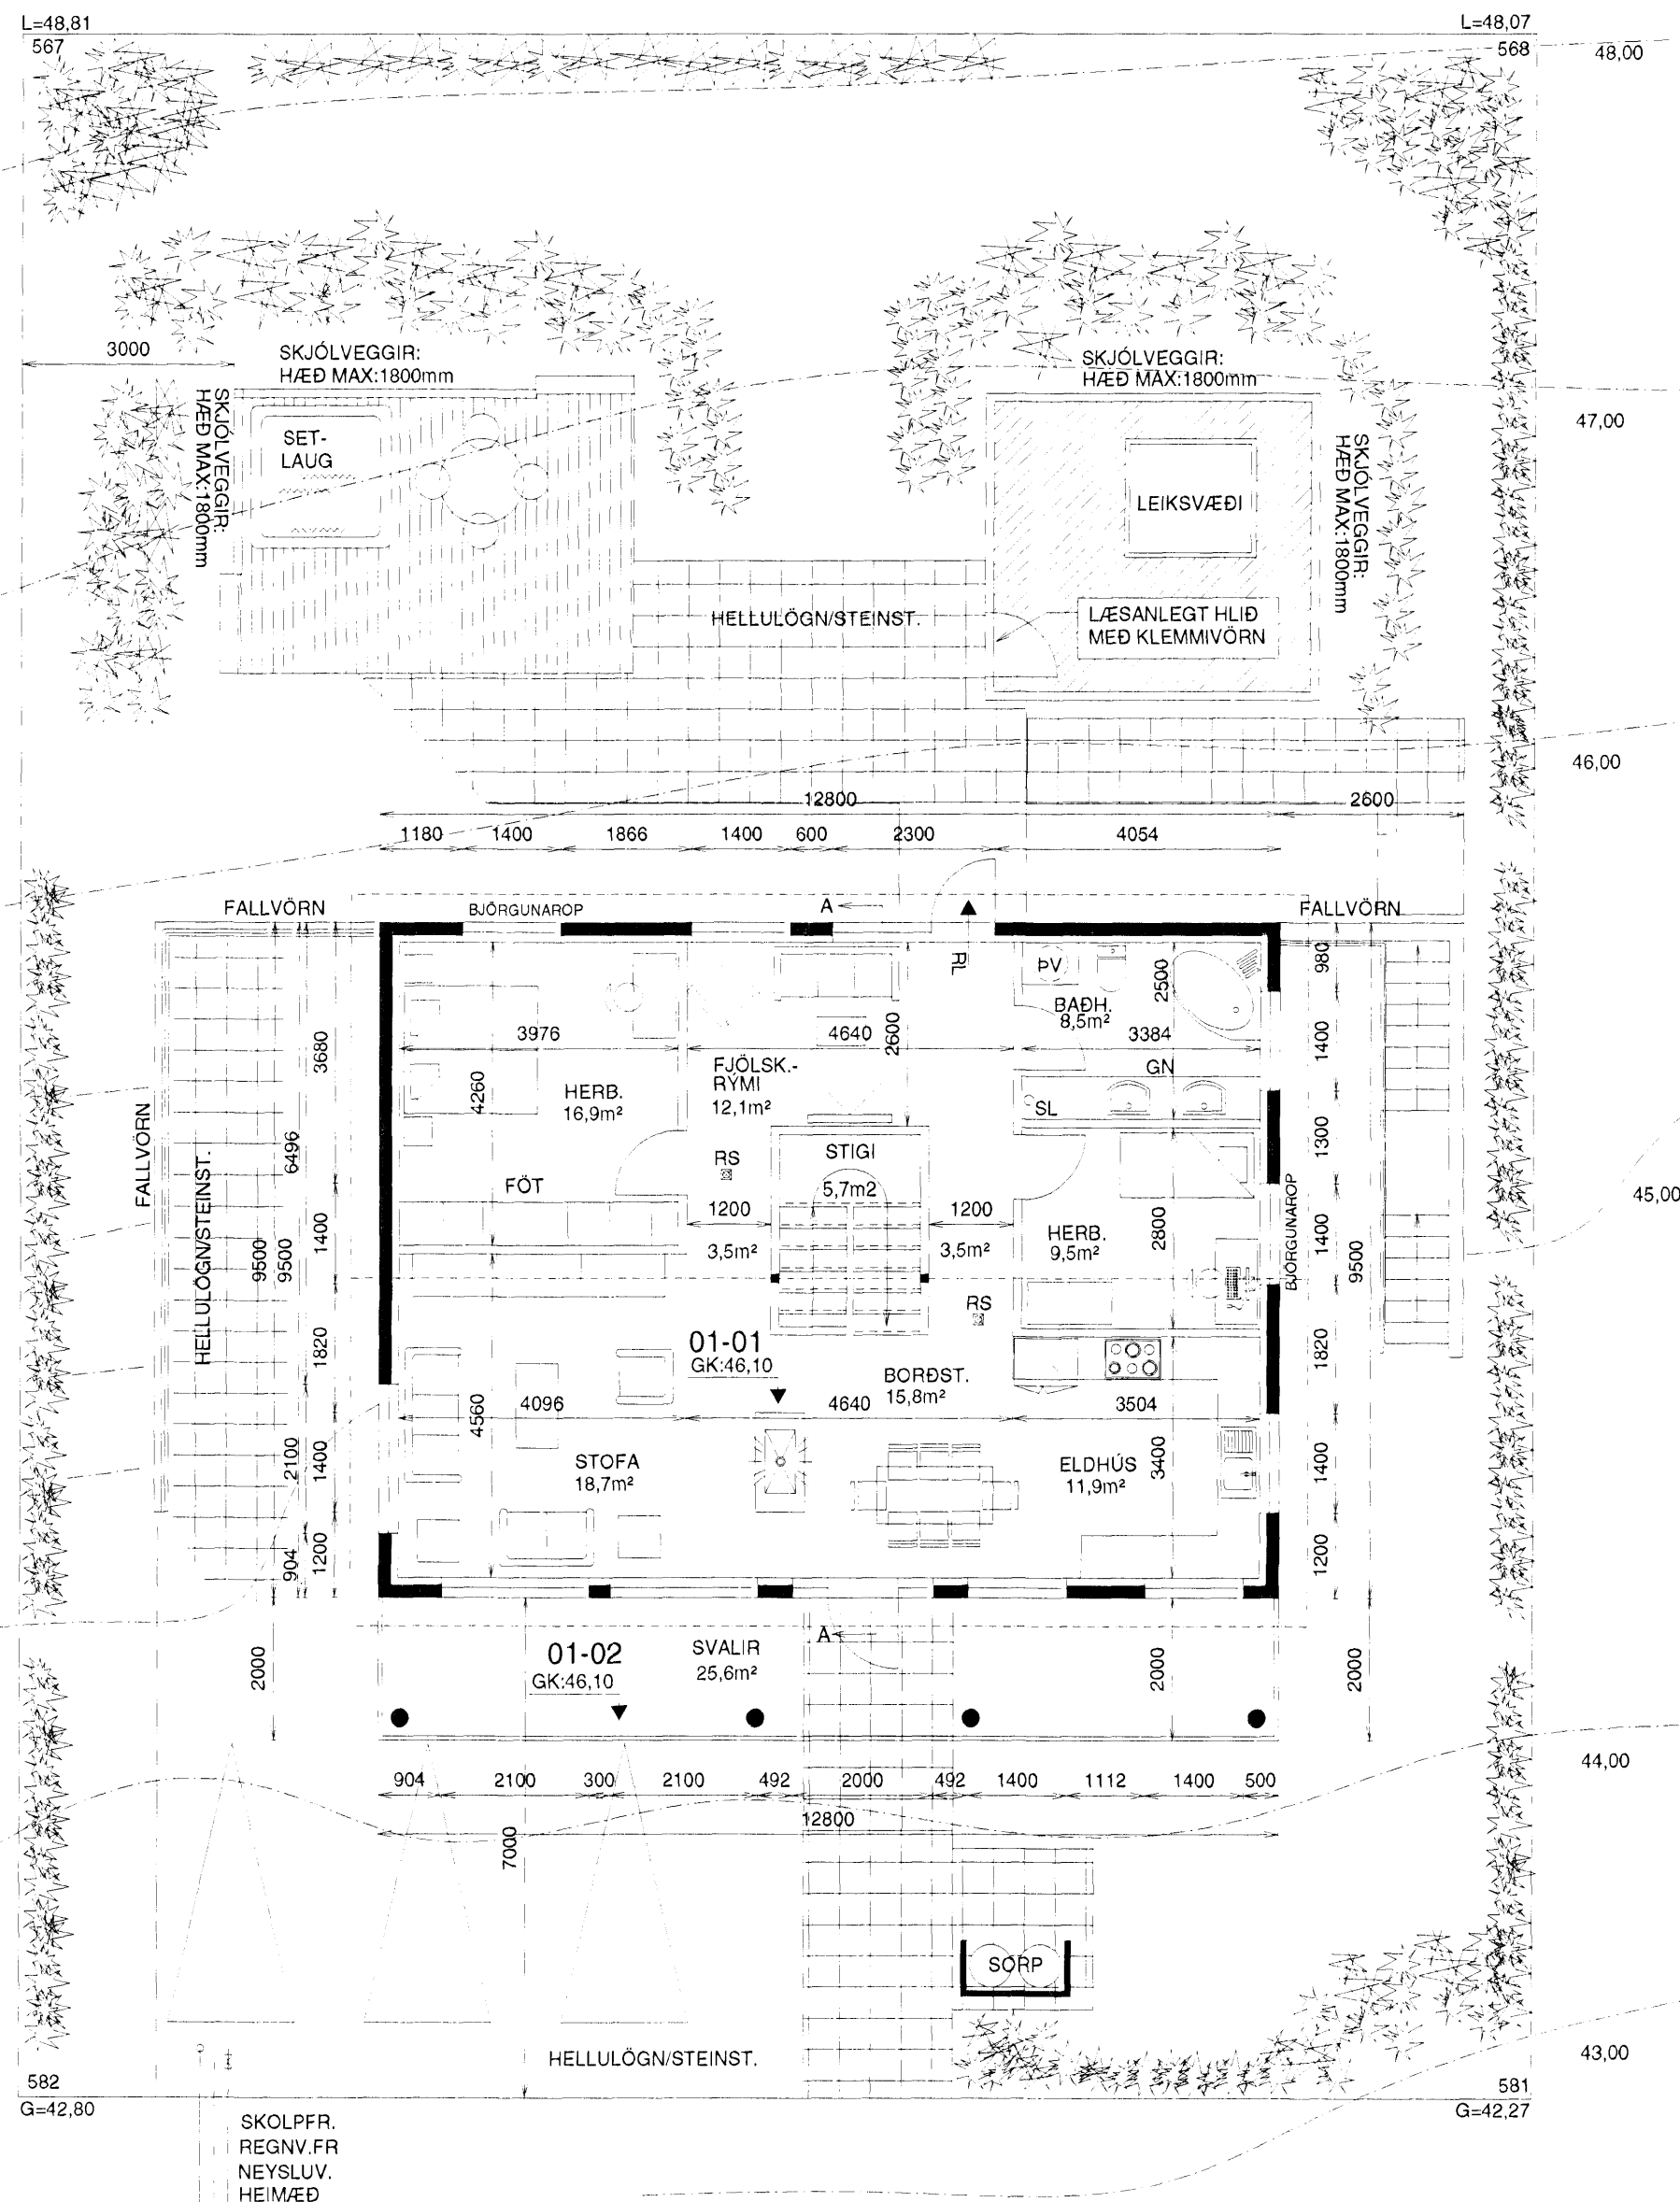 L=48,81
L=48,07
567
568
48,00
3000
SKJÓLVEGGIR:
HÆÐ MAX:1800mm
SKJÓLVEGGIR:
HÆÐ MAX:1800mm
SKJÓLVEGGIR:
HÆÐ MAX:1800mm
SKJÓLVEGGIR:
HÆÐ MAX:1800mm
47,00
SET-
LAUG
LEIKSVÆÐI
HELLULÖGN/STEINST.
LÆSANLEGT HLIÐ
MEÐ KLEMMIVÖRN
46,00
12800
2600
1180
1400
1866
1400
600
2300
4054
FALLVÖRN
BJÖRGUNAROP
A
FALLVÖRN
RL
ÞV
BAÐH.
8,5m²
2500
980
3976
4640
2600
3384
1400
3680
GN
FJÖLSK.-
RÝMI
12,1m²
HERB.
16,9m²
4260
SL
FALLVÖRN
HELLULÖGN/STEINST.
6496
1300
STIGI
5,7m2
RS
FÖT
45,00
1200
1200
3,5m²
3,5m²
HERB.
9,5m²
2800
1400
BJÖRGUNAROP
9500
9500
9500
1400
RS
01-01
GK:46,10
1820
1820
BORÐST.
15,8m²
4096
4640
3504
4560
STOFA
18,7m²
ELDHÚS
11,9m²
3400
2100
1400
1400
904
1200
1200
A
01-02
GK:46,10
SVALIR
25,6m²
2000
2000
2000
44,00
904
2100
300
2100
492
2000
492
1400
1112
1400
500
12800
7000
SORP
HELLULÖGN/STEINST.
43,00
582
581
G=42,80
G=42,27
SKOLPFR.
REGNV.FR
NEYSLUV.
HEIMÆÐ